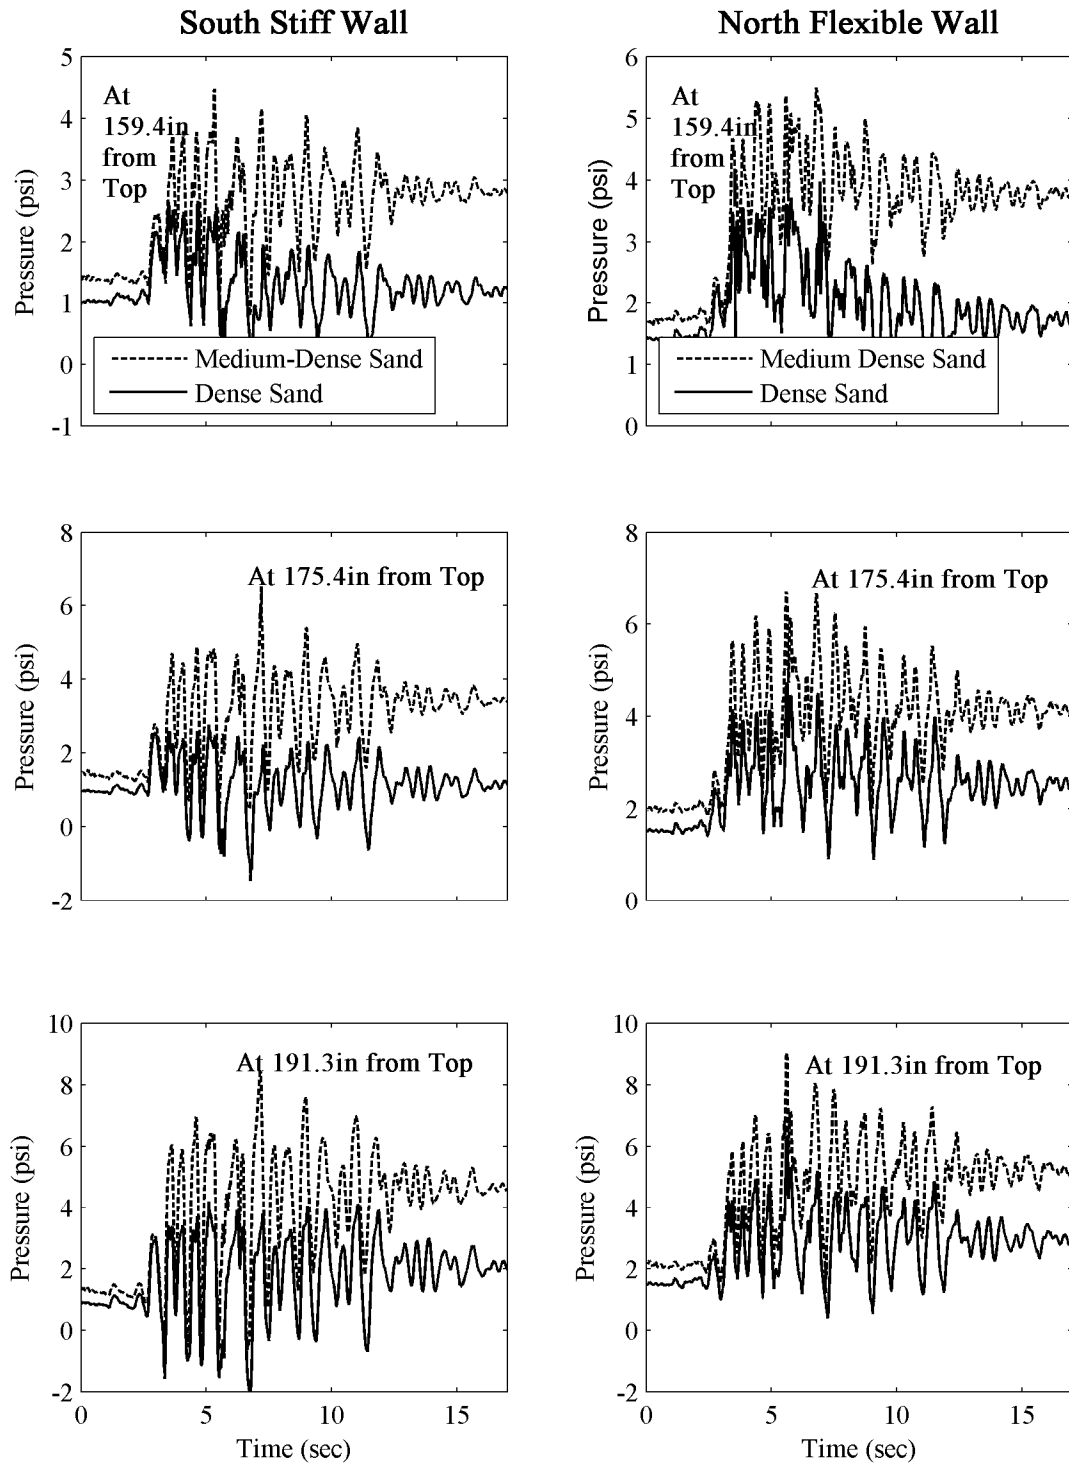 South Stiff Wall
North Flexible Wall
5
4
3
2
1
0
-1
Pressure (psi)
At
159.4in
from
Top
Medium-Dense Sand
Dense Sand
6
5
4
3
2
1
0
Pressure (psi)
At
159.4in
from
Top
Medium Dense Sand
Dense Sand
8
6
4
2
0
-2
Pressure (psi)
At 175.4in from Top
8
6
4
2
0
Pressure (psi)
At 175.4in from Top
10
8
6
4
2
0
-2
Pressure (psi)
At 191.3in from Top
0
5
10
15
Time (sec)
10
8
6
4
2
0
-2
Pressure (psi)
At 191.3in from Top
0
5
10
15
Time (sec)